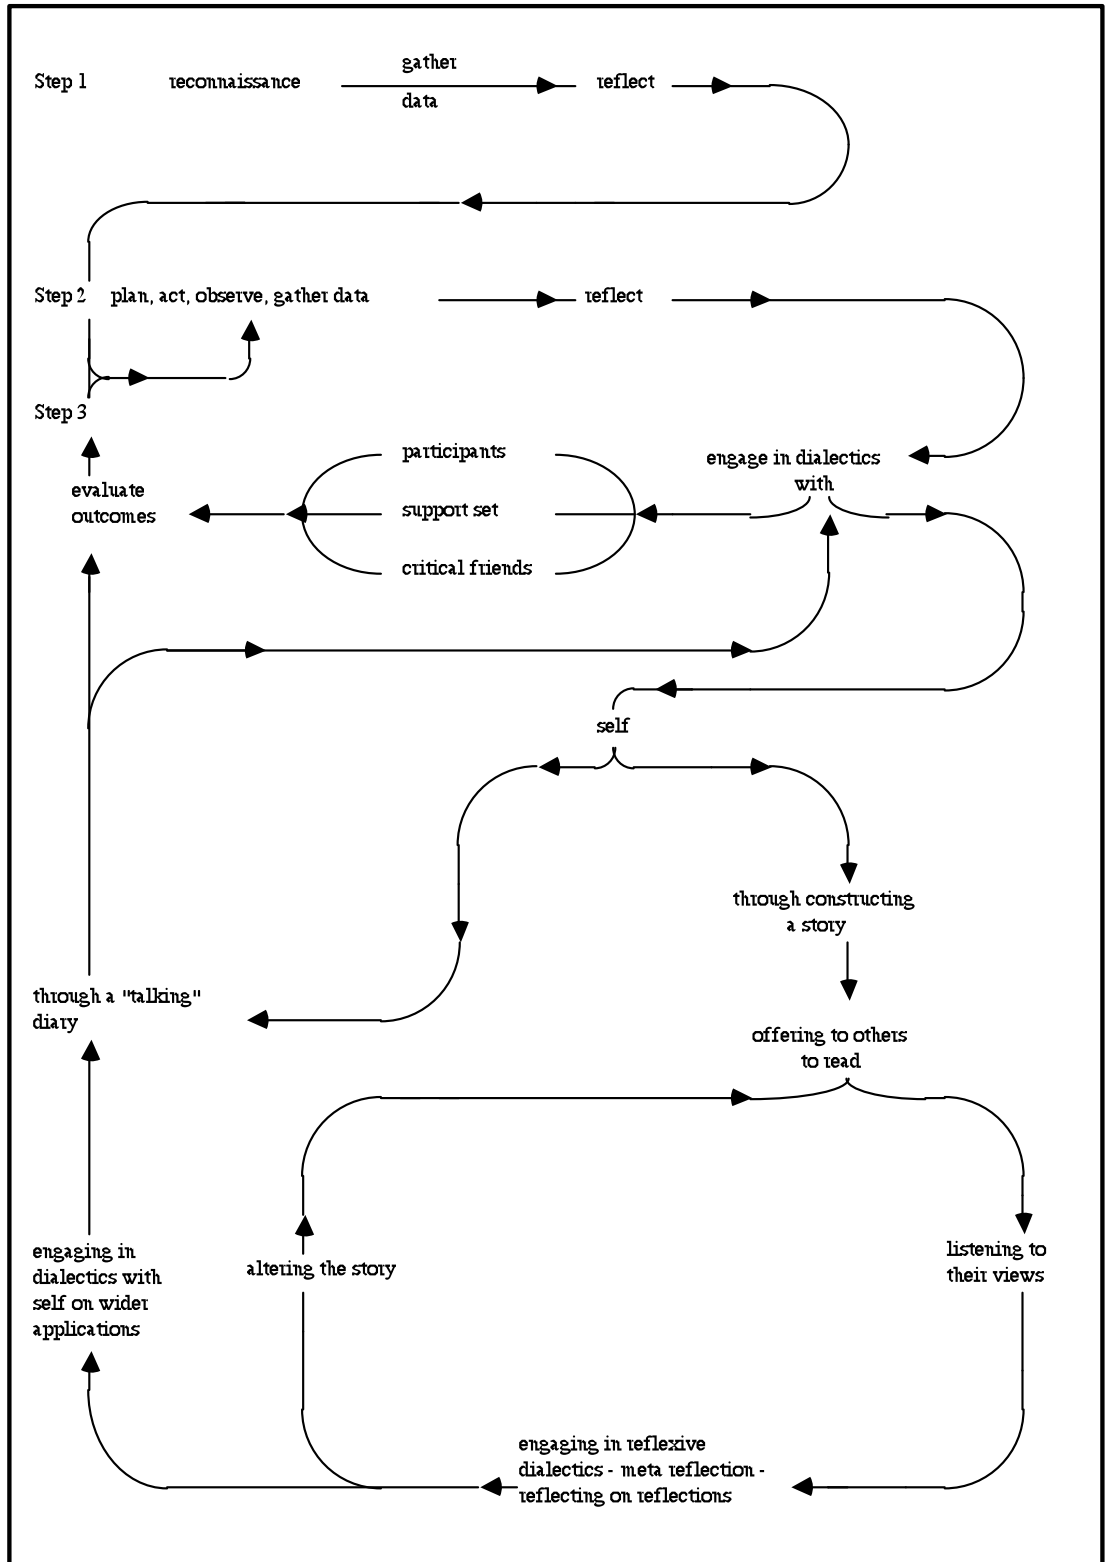 Step 1 reconnaissance gather data reflect
Step 2 plan, act, observe, gather data reflect
Step 3
evaluate
outcomes
participants
support set
critical friends
engage in dialectics
with
self
through constructing
a story
through a "talking"
diary
offering to others
to read
engaging in
dialectics with
self on wider
applications
altering the story
listening to
their views
engaging in reflexive
dialectics - meta reflection -
reflecting on reflections